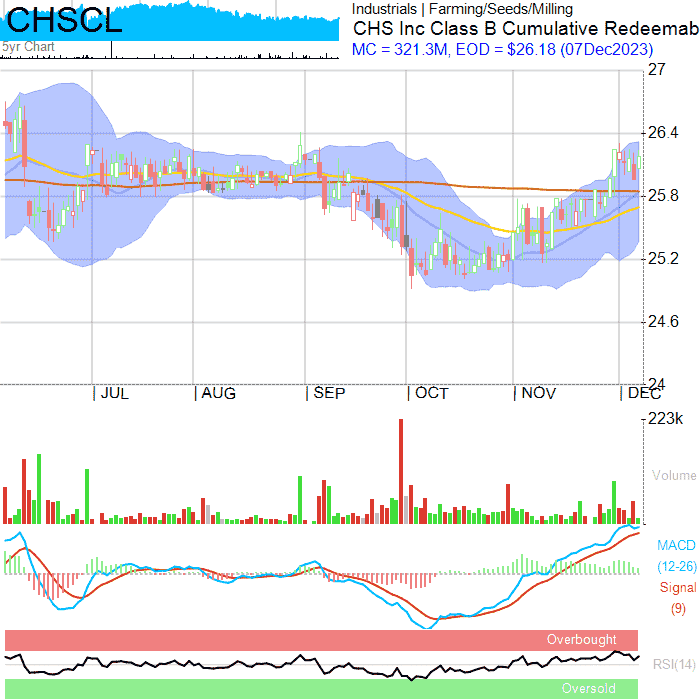 CHSCL
5yr Chart
Industrials | Farming/Seeds/Milling
CHS Inc Class B Cumulative Redeemab
MC = 321.3M, EOD = $26.18 (07Dec2023)
27
26.4
25.8
25.2
24.6
24
JUL AUG SEP OCT NOV DEC
223k
Volume
MACD
(12-26)
Signal
(9)
Overbought
RSI(14)
Oversold